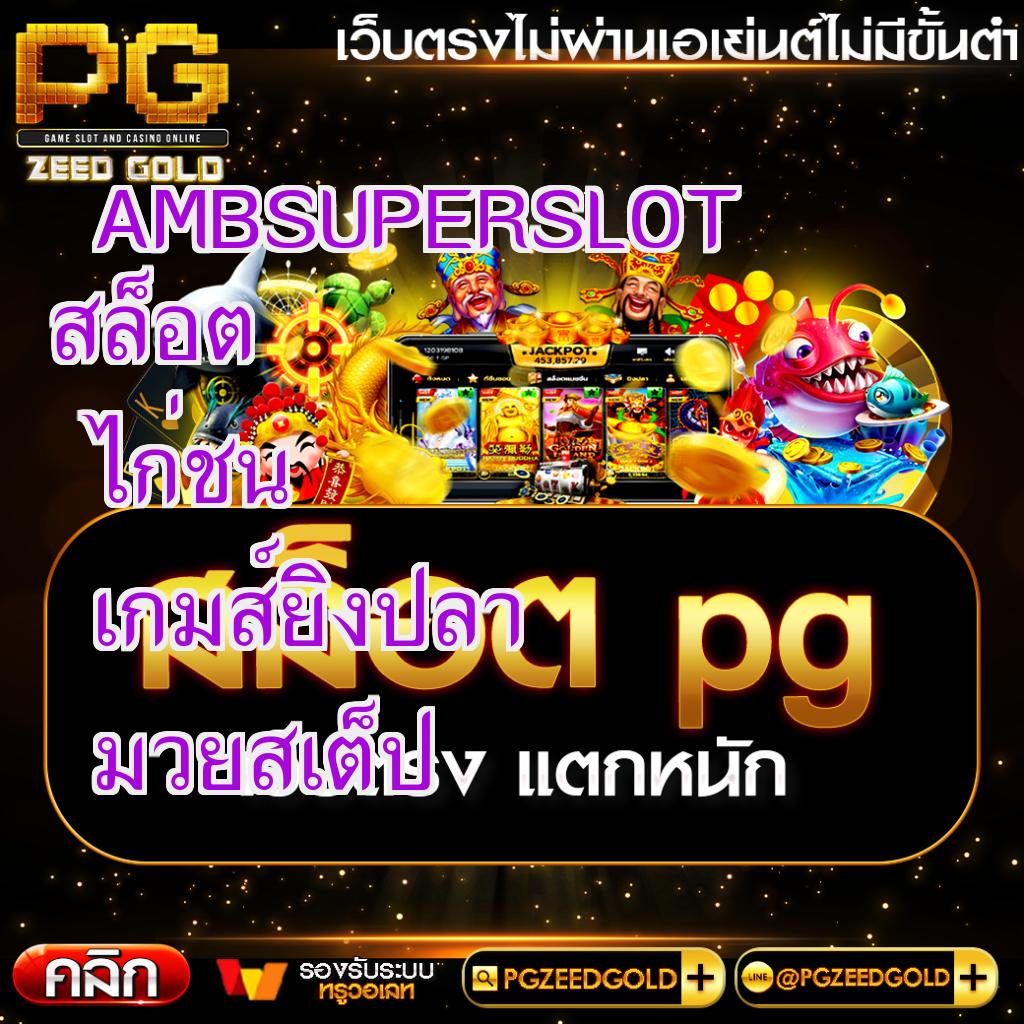 เว็บตรงไม่ผ่านเอเย่นต์ไม่มีขั้นต่ำ
PG
GAME SLOT AND CASINO ONLINE
ZEED GOLD
AMBSUPERSLOT
สล็อต
JACKPOT
453,857.79
ไก่ชน
สล็อต pg
เกมส์ยิงปลา
มวยสเต็ป
แตกหนัก
คลิก
รองรับระบบ
ทรูวอเลท
PGZEEDGOLD
LINE @PGZEEDGOLD